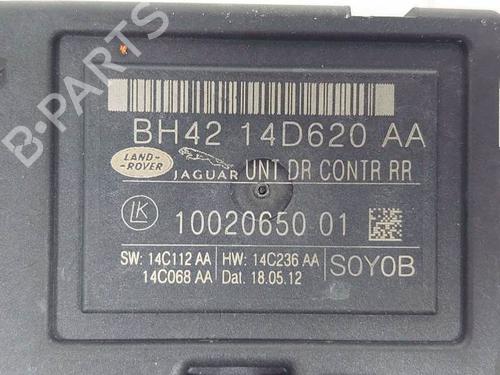 BH42 14D620 AA
LAND-ROVER JAGUAR UNT DR CONTR RR
LK 10020650 01
SW: 14C112 AA HW: 14C236 AA S0Y0B
14C068 AA Dat. 18.05.12
B-PARTS